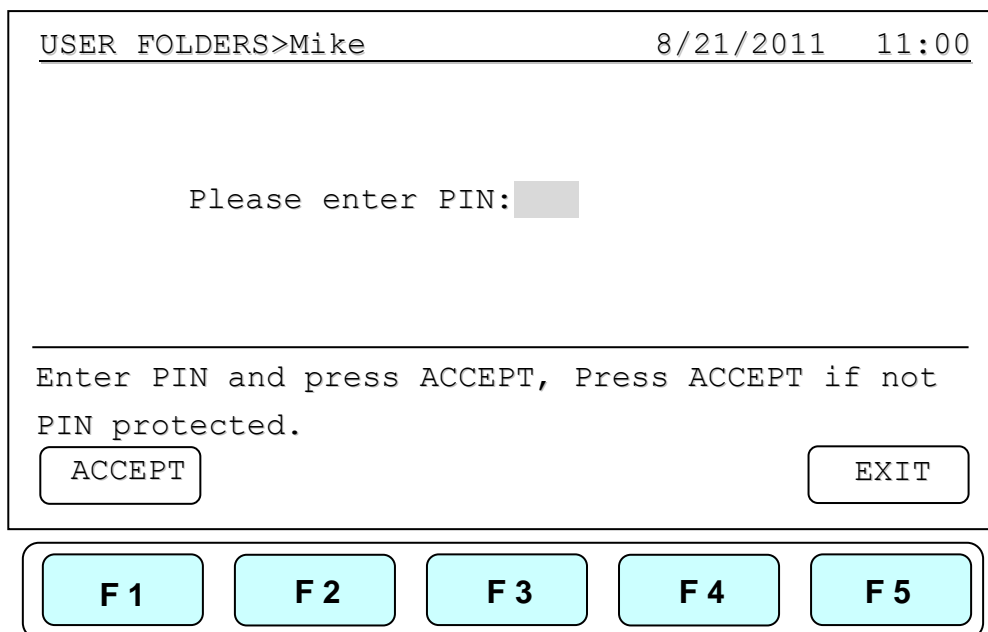 USER FOLDERS>Mike 8/21/2011 11:00
Please enter PIN:
Enter PIN and press ACCEPT, Press ACCEPT if not
PIN protected.
ACCEPT EXIT
F 1 F 2 F 3 F 4 F 5